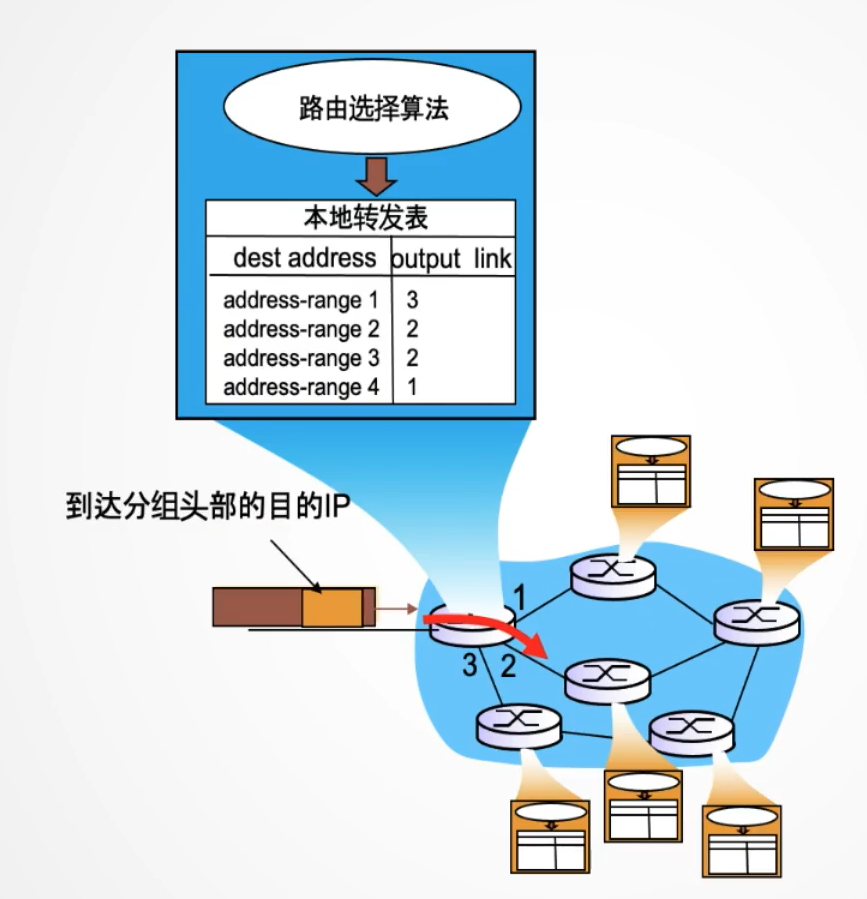 路由选择算法
本地转发表
dest address output link
address-range 1 3
address-range 2 2
address-range 3 2
address-range 4 1
到达分组头部的目的IP
1
3 2